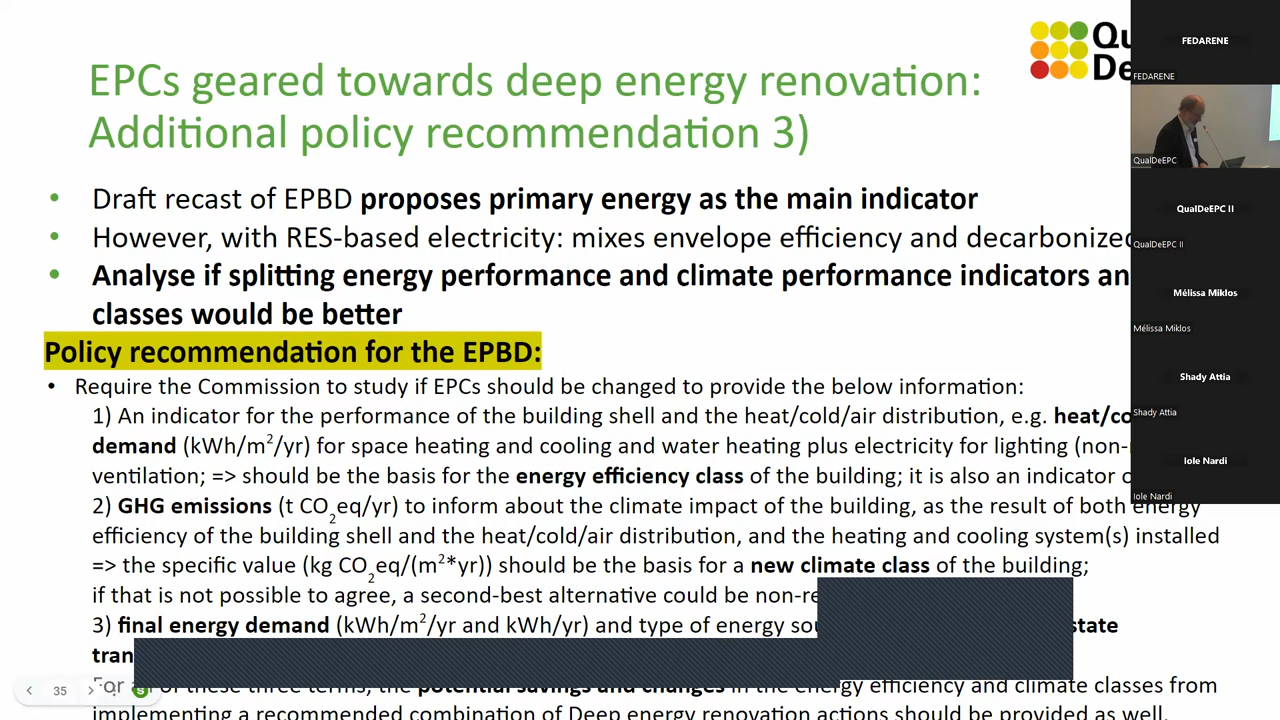 EPCs geared towards deep energy renovation:
Additional policy recommendation 3)
• Draft recast of EPBD proposes primary energy as the main indicator
• However, with RES-based electricity: mixes envelope efficiency and decarbonized
• Analyse if splitting energy performance and climate performance indicators
classes would be better
Policy recommendation for the EPBD:
• Require the Commission to study if EPCs should be changed to provide the below information:
1) An indicator for the performance of the building shell and the heat/cold/air distribution, e.g.
demand (kWh/m²/yr) for space heating and cooling and water heating plus electricity for lighting
ventilation; => should be the basis for the energy efficiency class of the building; it is also an indicator
2) GHG emissions (t CO₂eq/yr) to inform about the climate impact of the building, as the result of both energy
efficiency of the building shell and the heat/cold/air distribution, and the heating and cooling system(s) installed
=> the specific value (kg CO₂eq/(m²*yr)) should be the basis for a new climate class of the building;
if that is not possible to agree, a second-best alternative could be
3) final energy demand (kWh/m²/yr and kWh/yr) and type of energy
state
For all of these three terms, the potential savings and changes in the energy efficiency and climate classes from
implementing a recommended combination of Deep energy renovation actions should be provided as well.
35
FEDARENE
FEDARENE
QualDeEPC
QualDeEPC II
QualDeEPC II
Mélissa Miklos
Mélissa Miklos
Shady Attia
Shady Attia
Iole Nardi
Iole Nardi